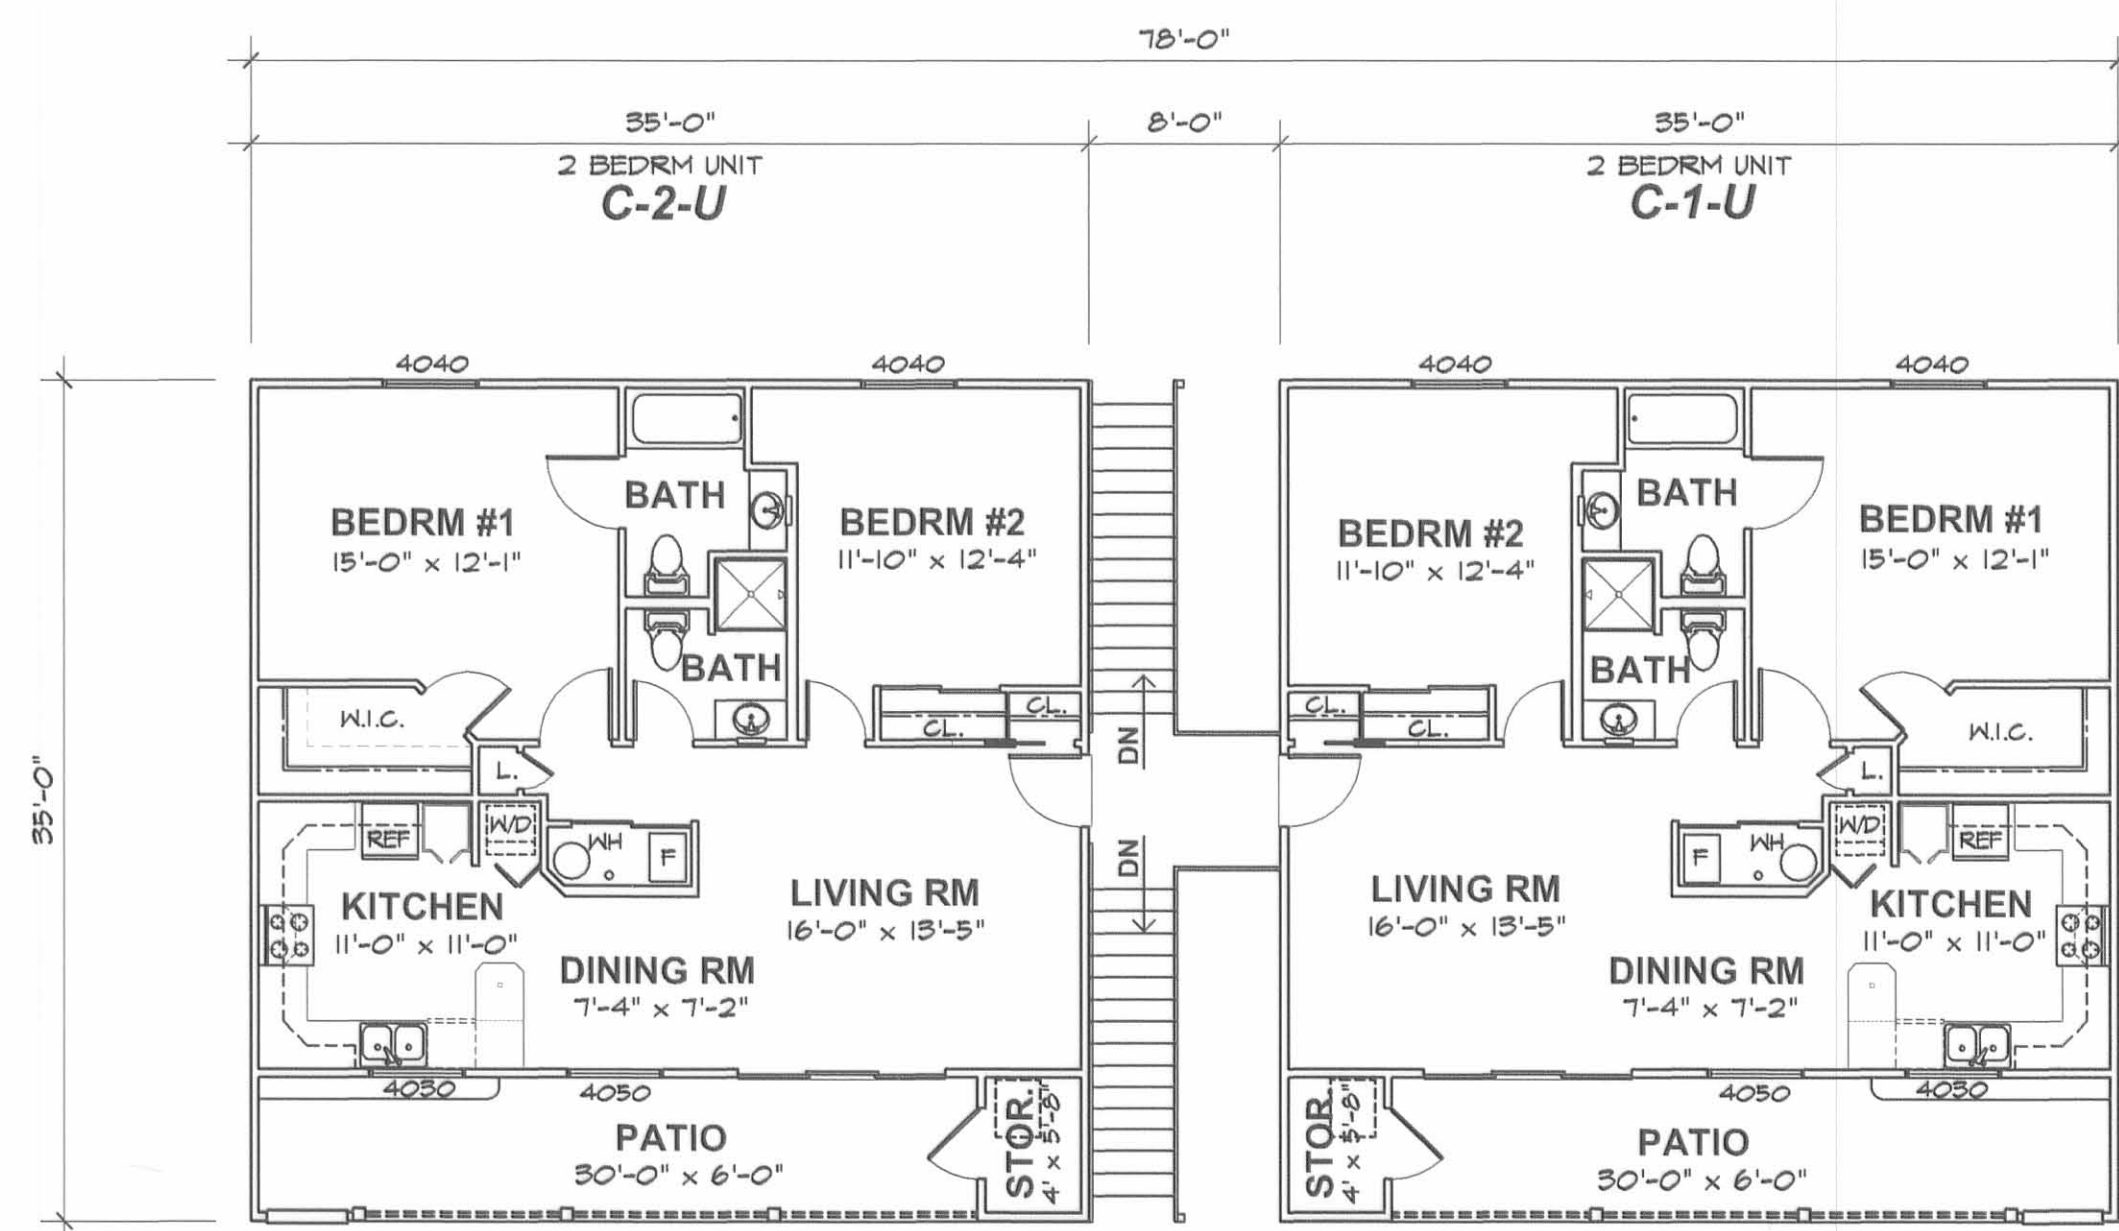 78'-0"
35'-0"
8'-0"
35'-0"
2 BEDRM UNIT
C-2-U
2 BEDRM UNIT
C-1-U
4040
4040
4040
4040
35'-0"
BEDRM #1
15'-0" x 12'-1"
BATH
BEDRM #2
11'-10" x 12'-4"
BATH
W.I.C.
CL.
CL.
L.
DN
DN
REF
W/D
WH
F
KITCHEN
11'-0" x 11'-0"
LIVING RM
16'-0" x 13'-5"
DINING RM
7'-4" x 7'-2"
4030
4050
PATIO
30'-0" x 6'-0"
STOR.
4' x 5'-8"
BEDRM #2
11'-10" x 12'-4"
BATH
BEDRM #1
15'-0" x 12'-1"
BATH
CL.
CL.
W.I.C.
L.
F
WH
W/D
REF
LIVING RM
16'-0" x 13'-5"
KITCHEN
11'-0" x 11'-0"
DINING RM
7'-4" x 7'-2"
4050
4030
STOR.
4' x 5'-8"
PATIO
30'-0" x 6'-0"